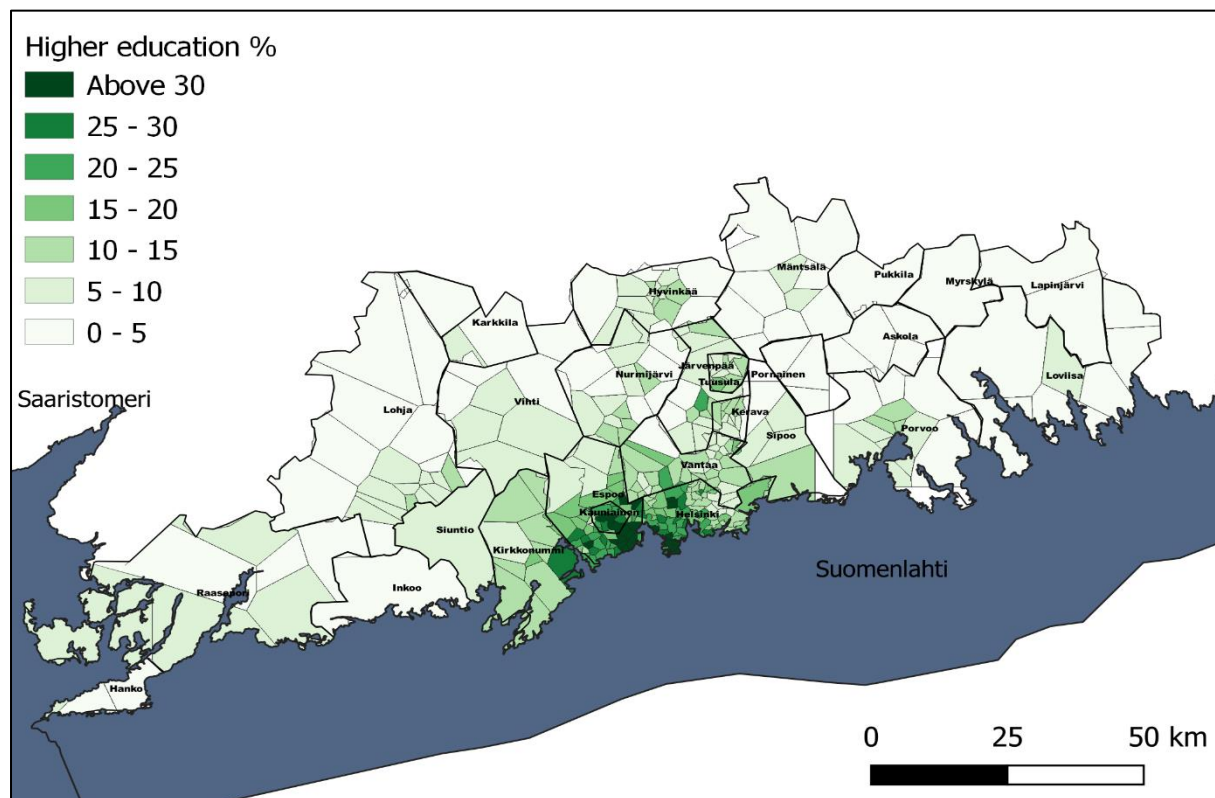 Higher education %
Above 30
25 - 30
20 - 25
15 - 20
10 - 15
5 - 10
0 - 5
Mäntsälä
Pukkila
Myrskylä
Lapinjärvi
Hyvinkää
Karkkila
Askola
Nurmijärvi
Järvenpää
Pornainen
Loviisa
Tuusula
Saaristomeri
Lohja
Vihti
Kerava
Porvoo
Sipoo
Vantaa
Espoo
Kauniainen
Helsinki
Siuntio
Kirkkonummi
Suomenlahti
Inkoo
Raasepori
Hanko
0 25 50 km